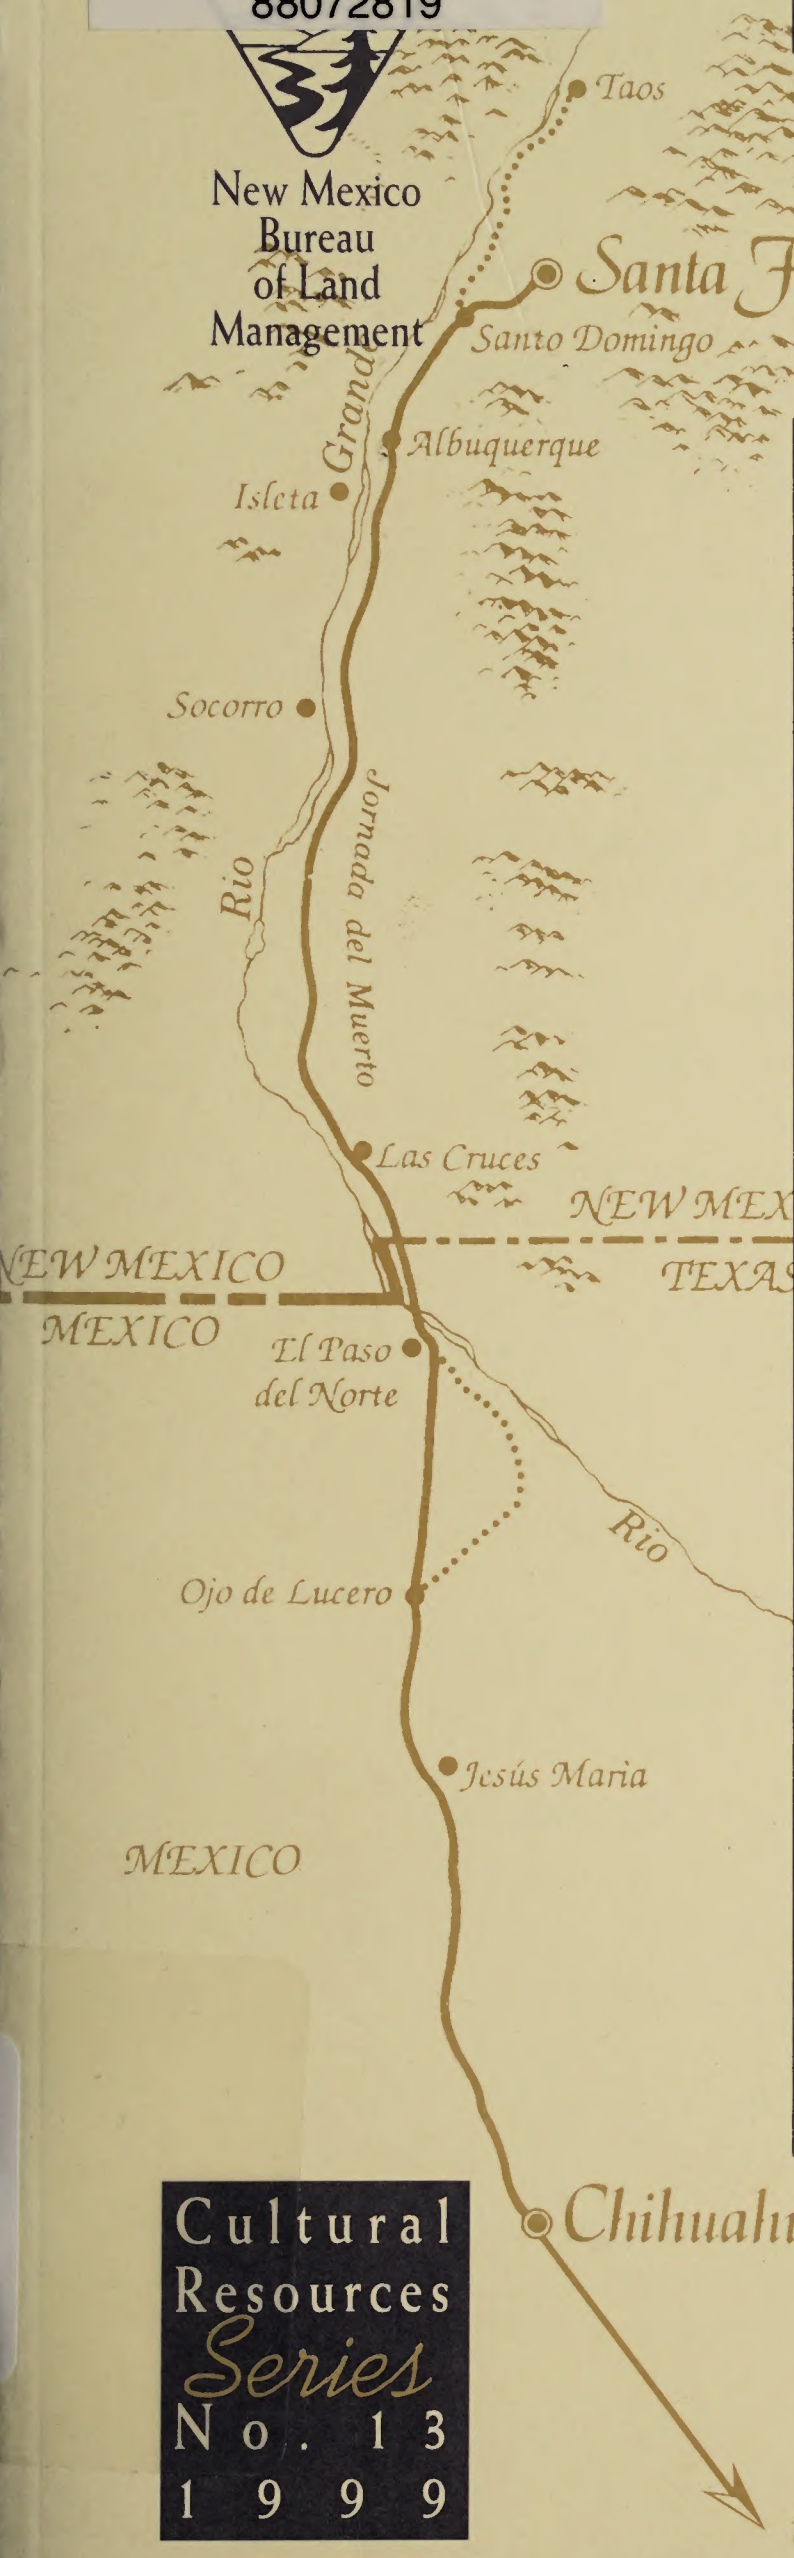 88072819
New Mexico
Bureau
of Land
Management
Taos
Santa F
Santo Domingo
Grande
Albuquerque
Isleta
Socorro
Jornada del Muerto
Rio
Las Cruces
NEW MEX
NEW MEXICO
TEXAS
MEXICO
El Paso
del Norte
Rio
Ojo de Lucero
Jesús Maria
MEXICO
Chihuahu
Cultural
Resources
Series
No. 13
1999